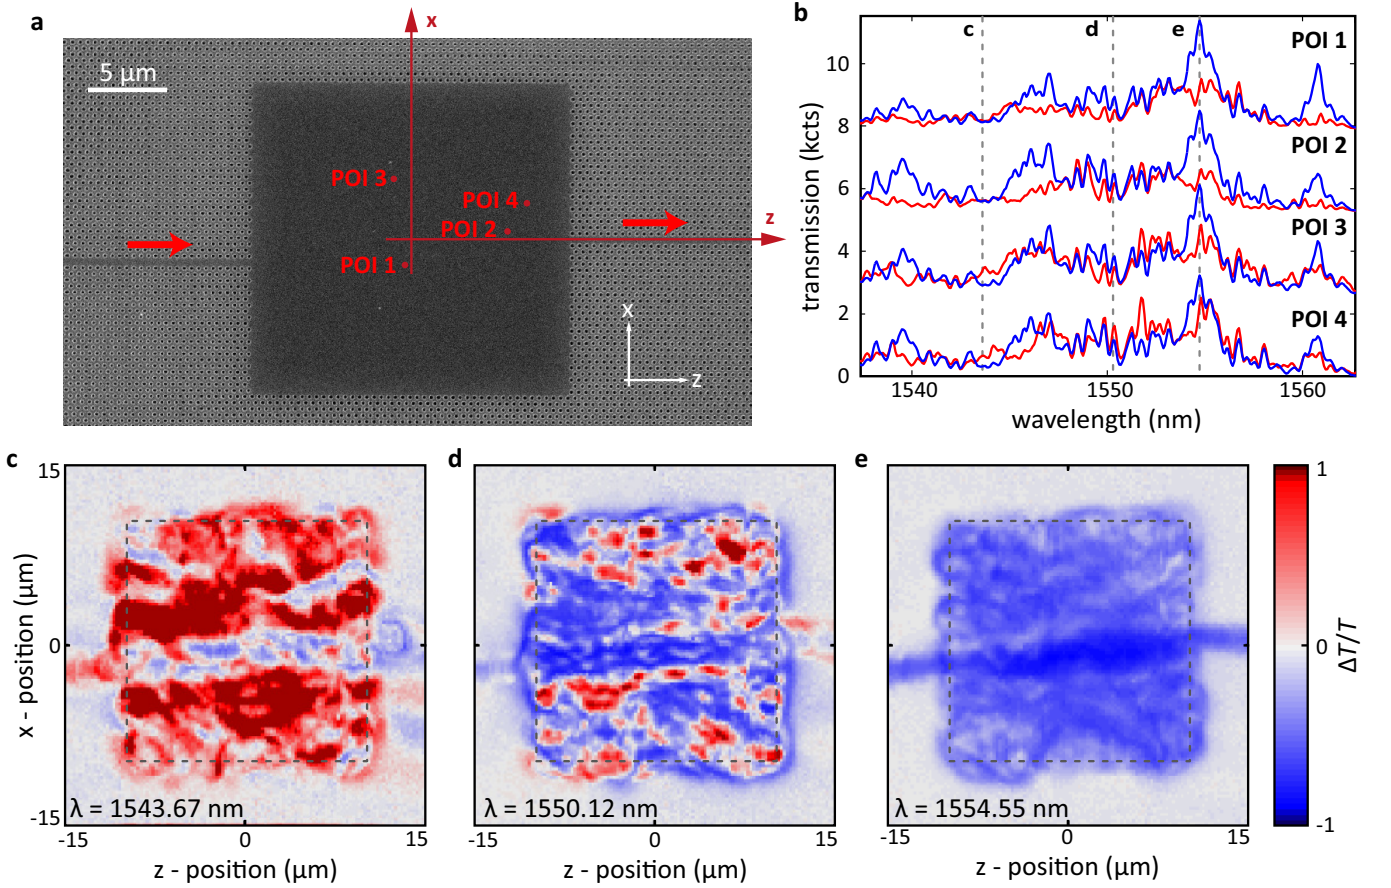 a
x
5 µm
POI 3
POI 4
POI 2
z
POI 1
x
z
b
c
d
e
POI 1
POI 2
POI 3
POI 4
10
8
6
4
2
0
transmission (kcts)
1540
1550
1560
wavelength (nm)
c
15
0
-15
x - position (µm)
λ = 1543.67 nm
-15
0
15
z - position (µm)
d
λ = 1550.12 nm
-15
0
15
z - position (µm)
e
λ = 1554.55 nm
-15
0
15
z - position (µm)
1
0
-1
ΔT/T